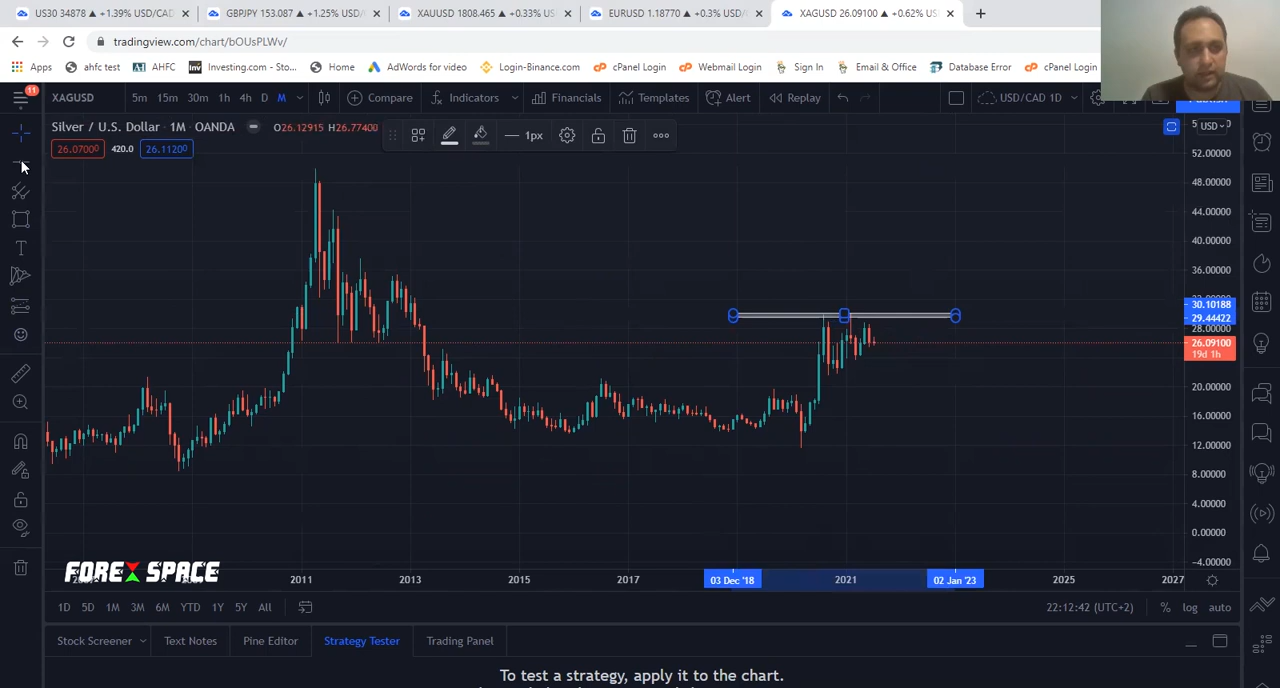 US30 34878 ▲ +1.39% USD/CAD
GBPJPY 153.087 ▲ +1.25% USD/
XAUUSD 1808.465 ▲ +0.33% USD/
EURUSD 1.18770 ▲ +0.3% USD/
XAGUSD 26.09100 ▲ +0.62% US
tradingview.com/chart/bOUsPLWv/
Apps
ahfc test
AHFC
Investing.com - Sto...
Home
AdWords for video
Login-Binance.com
cPanel Login
Webmail Login
Sign In
Email & Office
Database Error
cPanel Login
11
XAGUSD
5m 15m 30m 1h 4h D M
Compare
Indicators
Financials
Templates
Alert
Replay
USD/CAD 1D
Publish
Silver / U.S. Dollar · 1M · OANDA
O26.12915 H26.77400
1px
USD
26.07000 420.0 26.11200
52.00000
48.00000
44.00000
40.00000
36.00000
30.10188
29.44422
28.00000
26.09100
19d 1h
20.00000
16.00000
12.00000
8.00000
4.00000
0.00000
-4.00000
FOREX SPACE
2011 2013 2015 2017 03 Dec '18 2021 02 Jan '23 2025 2027
1D 5D 1M 3M 6M YTD 1Y 5Y All
22:12:42 (UTC+2) % log auto
Stock Screener Text Notes Pine Editor Strategy Tester Trading Panel
To test a strategy, apply it to the chart.